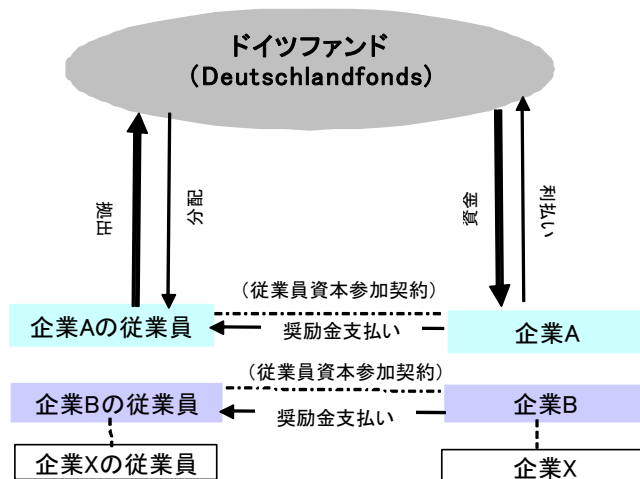 ドイツファンド
(Deutschlandfonds)
拠出
配分
資金
利払い
(従業員資本参加契約)
企業Aの従業員
奨励金支払い
企業A
(従業員資本参加契約)
企業Bの従業員
奨励金支払い
企業B
企業Xの従業員
企業X